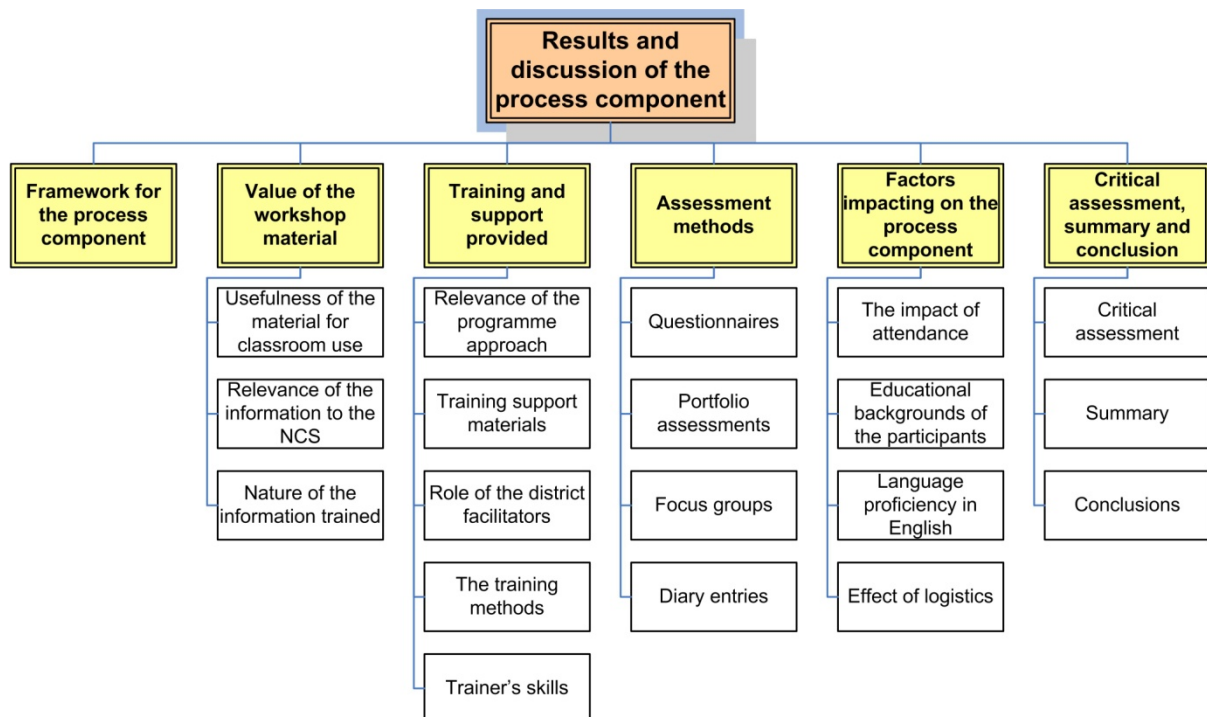 Results and
discussion of the
process component
Framework for
the process
component
Value of the
workshop
material
Training and
support
provided
Assessment
methods
Factors
impacting on the
process
component
Critical
assessment,
summary and
conclusion
Usefulness of the
material for
classroom use
Relevance of the
information to the
NCS
Nature of the
information trained
Relevance of the
programme
approach
Training support
materials
Role of the district
facilitators
The training
methods
Trainer's skills
Questionnaires
Portfolio
assessments
Focus groups
Diary entries
The impact of
attendance
Educational
backgrounds of
the participants
Language
proficiency in
English
Effect of logistics
Critical
assessment
Summary
Conclusions